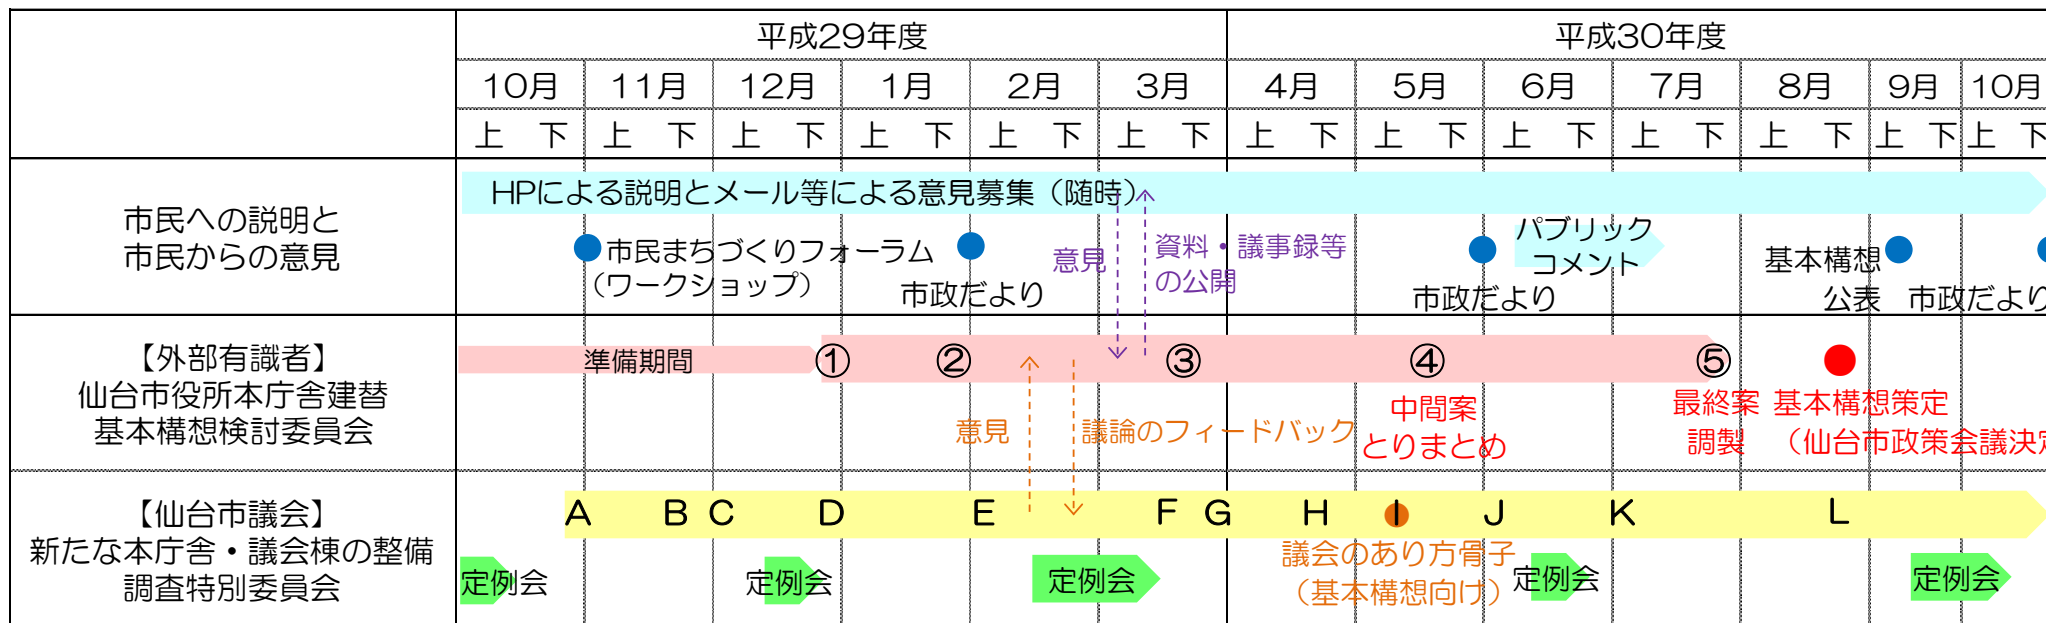 平成29年度 平成30年度
10月 11月 12月 1月 2月 3月 4月 5月 6月 7月 8月 9月 10月
上 下 上 下 上 下 上 下 上 下 上 下 上 下 上 下 上 下 上 下 上 下 上 下 上 下
市民への説明と
市民からの意見
HPによる説明とメール等による意見募集（随時）
市民まちづくりフォーラム
（ワークショップ）
市政だより
意見
資料・議事録等
の公開
市政だより
パブリック
コメント
基本構想
公表
市政だより
【外部有識者】
仙台市役所本庁舎建替
基本構想検討委員会
準備期間
① ② ③ ④ ⑤
意見
議論のフィードバック
中間案
とりまとめ
最終案
調製
基本構想策定
（仙台市政策会議決定
【仙台市議会】
新たな本庁舎・議会棟の整備
調査特別委員会
A B C D E F G H I J K L
議会のあり方骨子
（基本構想向け）
定例会 定例会 定例会 定例会 定例会